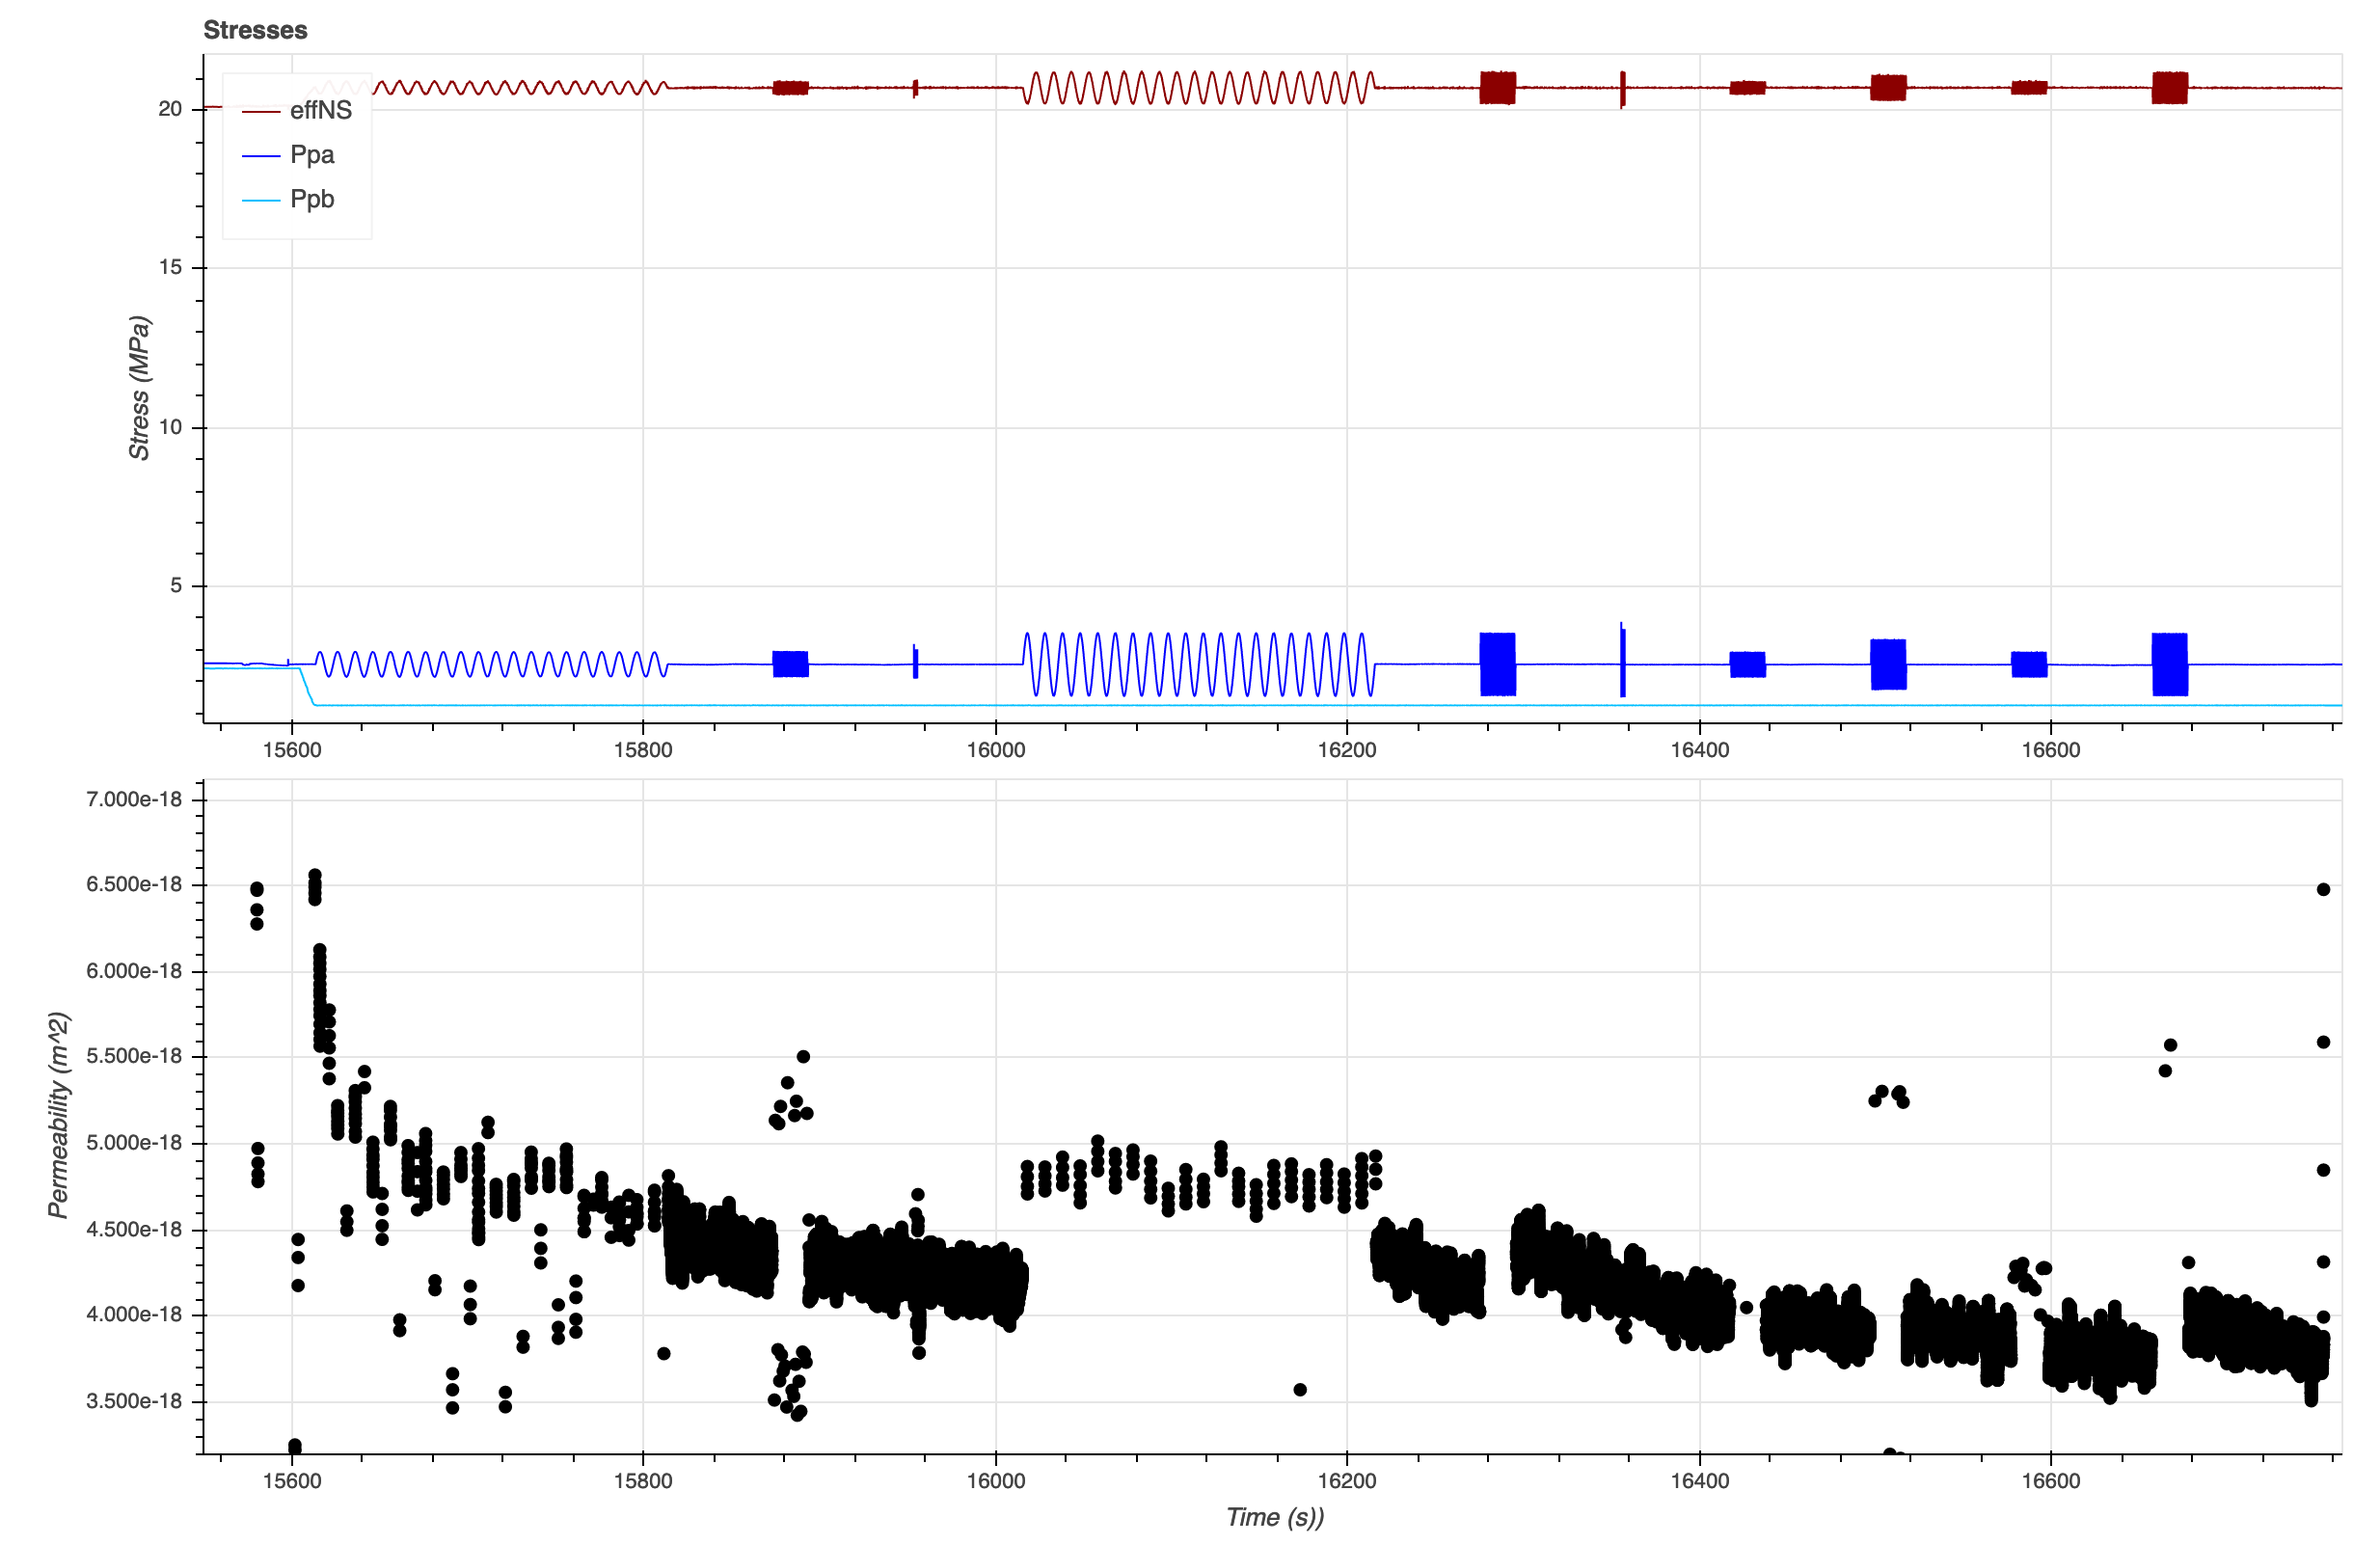 Stresses
effNS
Ppa
Ppb
20
15
10
5
Stress (MPa)
15600 15800 16000 16200 16400 16600
7.000e-18
6.500e-18
6.000e-18
5.500e-18
5.000e-18
4.500e-18
4.000e-18
3.500e-18
Permeability (m^2)
15600 15800 16000 16200 16400 16600
Time (s))